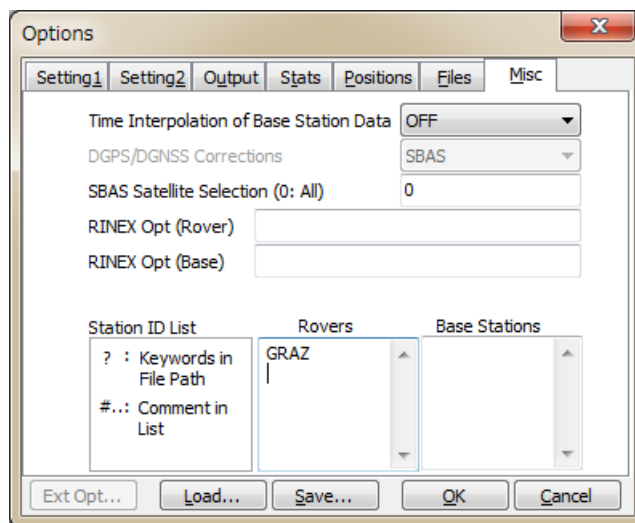 Options
Setting1 Setting2 Output Stats Positions Files Misc
Time Interpolation of Base Station Data OFF
DGPS/DGNSS Corrections SBAS
SBAS Satellite Selection (0: All) 0
RINEX Opt (Rover)
RINEX Opt (Base)
Station ID List Rovers Base Stations
? : Keywords in GRAZ
File Path
#..: Comment in
List
Ext Opt... Load... Save... OK Cancel